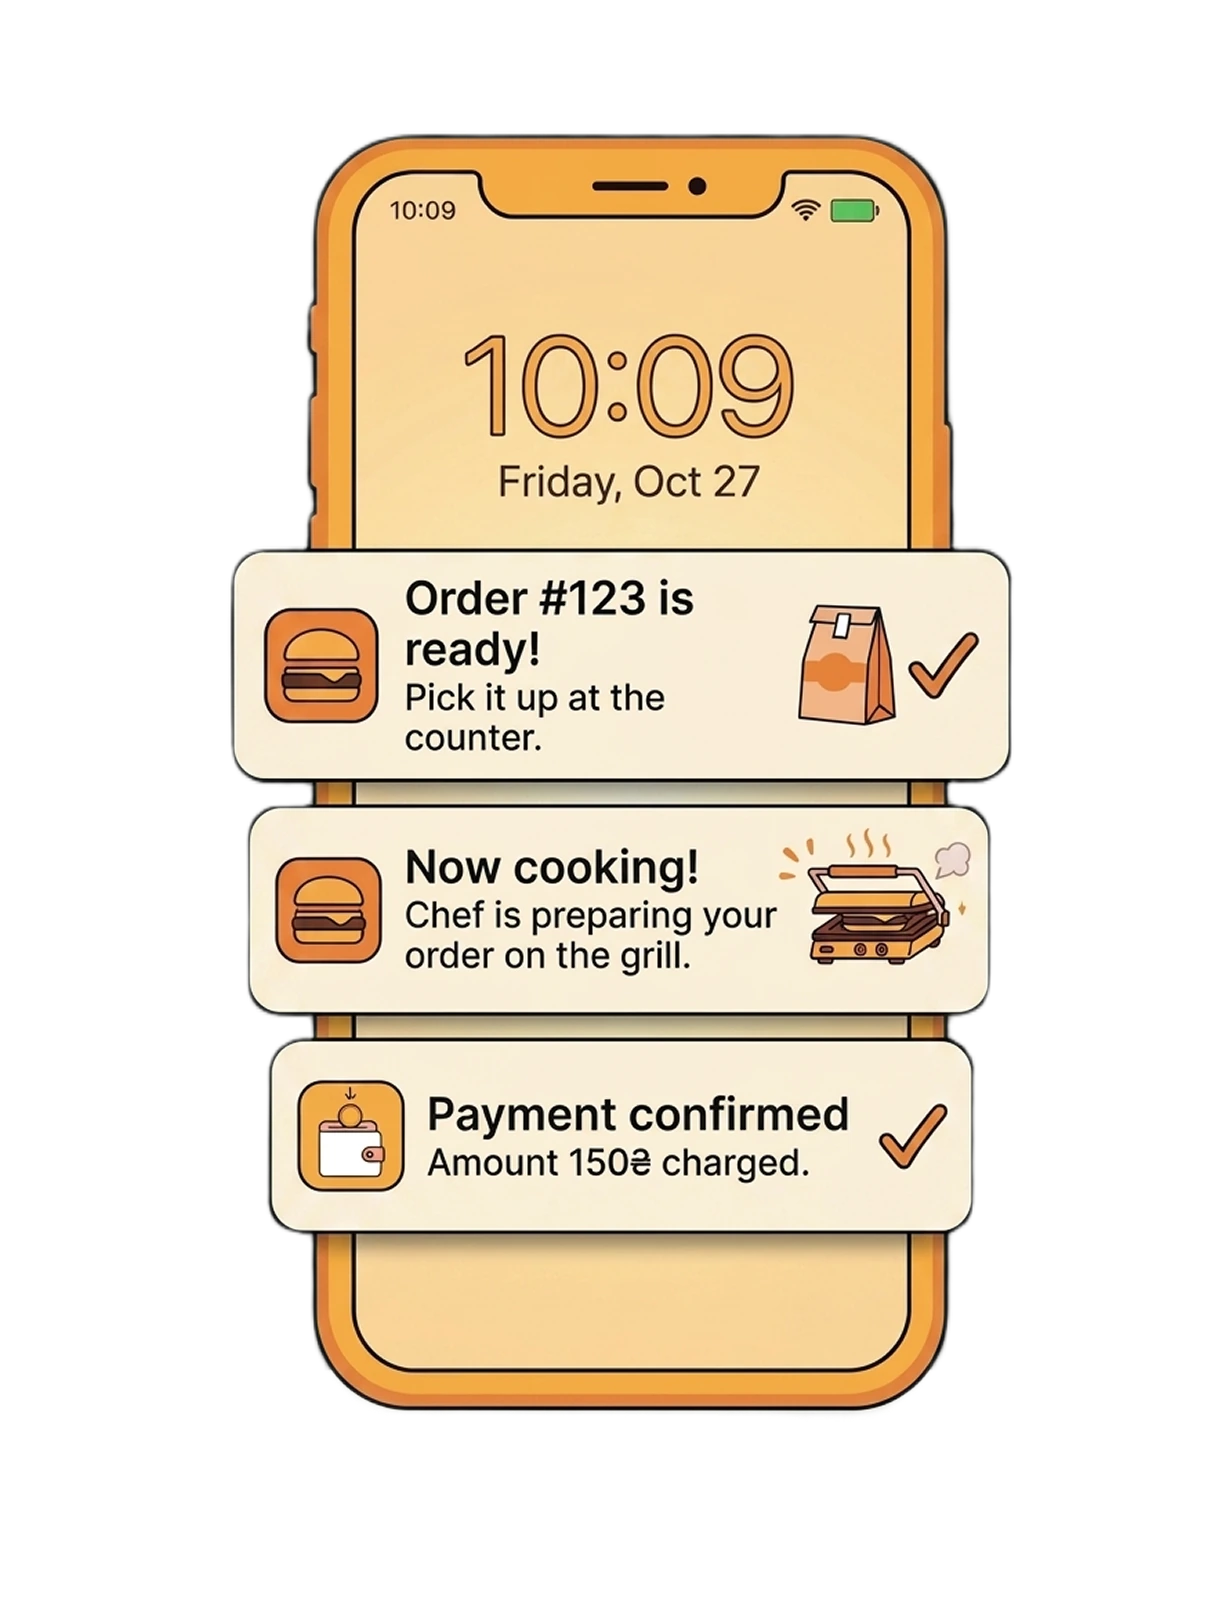 10:09
10:09
Friday, Oct 27
Order #123 is
ready!
Pick it up at the
counter.
Now cooking!
Chef is preparing your
order on the grill.
Payment confirmed
Amount 150₴ charged.